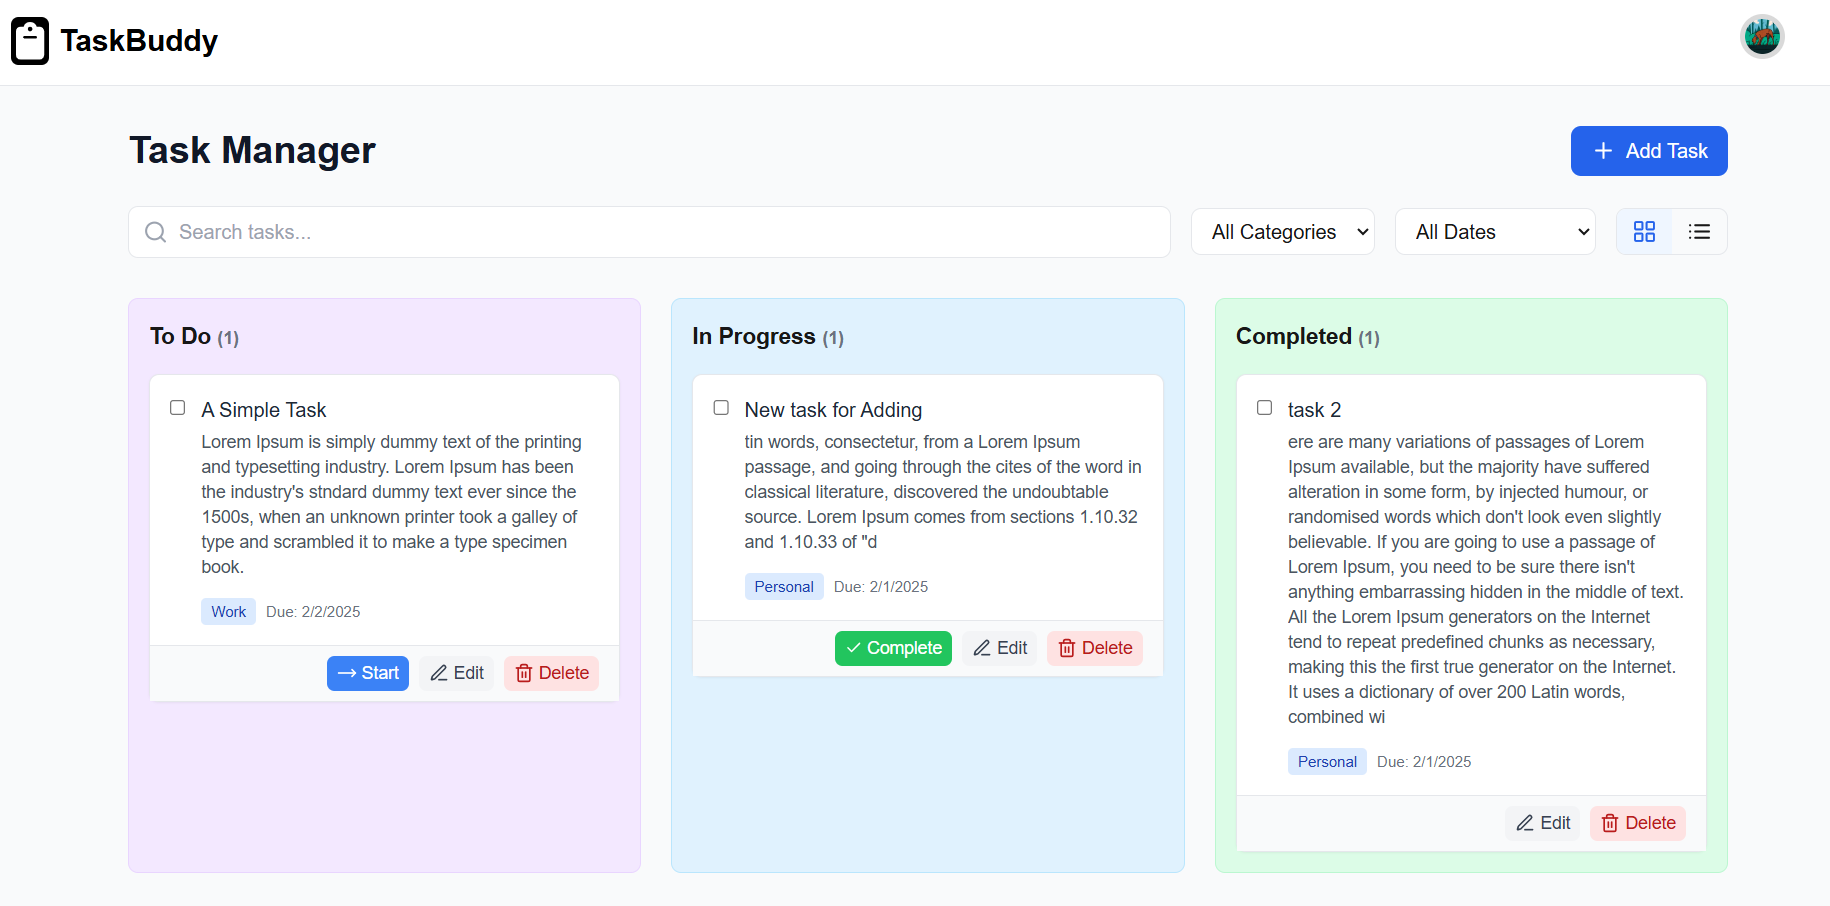 TaskBuddy
Task Manager
Add Task
Search tasks...
All Categories
All Dates
To Do (1)
A Simple Task
Lorem Ipsum is simply dummy text of the printing
and typesetting industry. Lorem Ipsum has been
the industry's stndard dummy text ever since the
1500s, when an unknown printer took a galley of
type and scrambled it to make a type specimen
book.
Work Due: 2/2/2025
Start Edit Delete
In Progress (1)
New task for Adding
tin words, consectetur, from a Lorem Ipsum
passage, and going through the cites of the word in
classical literature, discovered the undoubtable
source. Lorem Ipsum comes from sections 1.10.32
and 1.10.33 of "d
Personal Due: 2/1/2025
Complete Edit Delete
Completed (1)
task 2
ere are many variations of passages of Lorem
Ipsum available, but the majority have suffered
alteration in some form, by injected humour, or
randomised words which don't look even slightly
believable. If you are going to use a passage of
Lorem Ipsum, you need to be sure there isn't
anything embarrassing hidden in the middle of text.
All the Lorem Ipsum generators on the Internet
tend to repeat predefined chunks as necessary,
making this the first true generator on the Internet.
It uses a dictionary of over 200 Latin words,
combined wi
Personal Due: 2/1/2025
Edit Delete